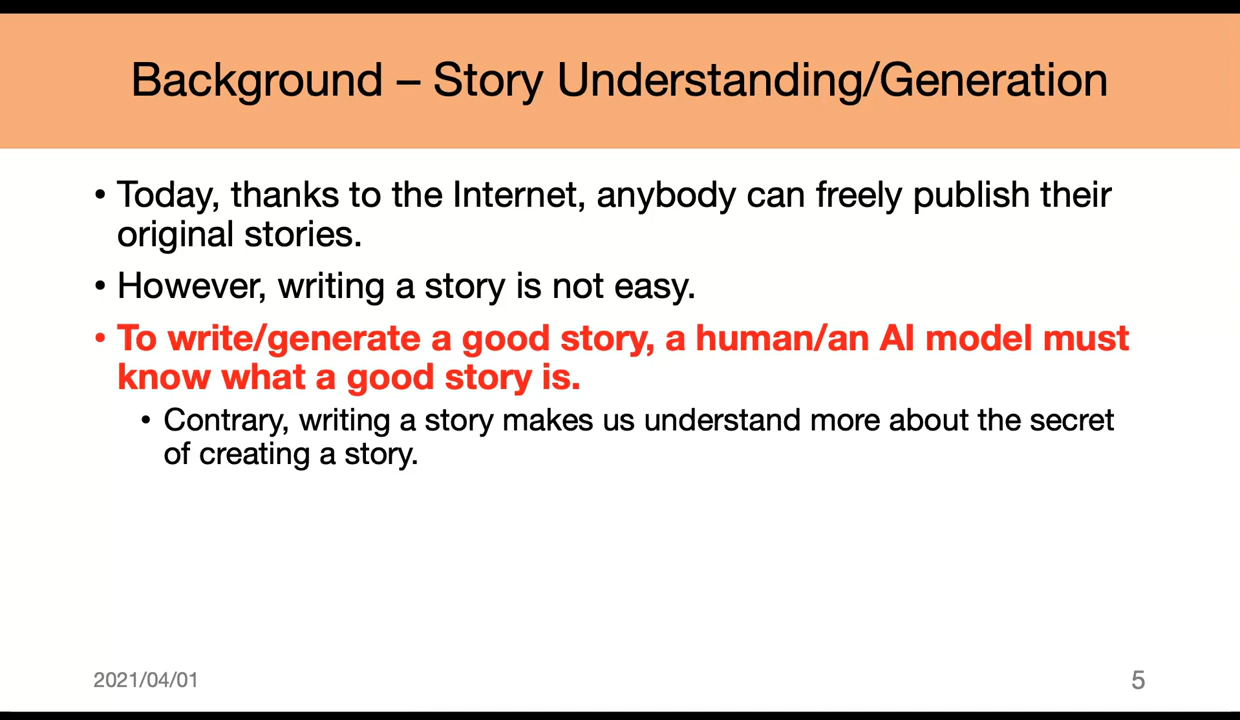 Background – Story Understanding/Generation
• Today, thanks to the Internet, anybody can freely publish their
original stories.
• However, writing a story is not easy.
• To write/generate a good story, a human/an AI model must
know what a good story is.
• Contrary, writing a story makes us understand more about the secret
of creating a story.
2021/04/01
5